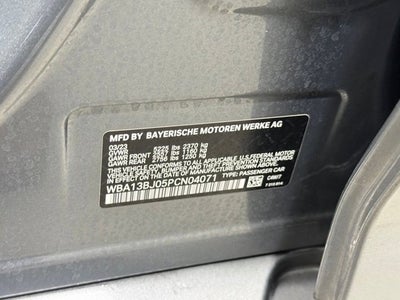 MFD BY BAYERISCHE MOTOREN WERKE AG
03/23
GVWR 5225 lbs 2370 kg
GAWR FRONT 2557 lbs 1160 kg
GAWR REAR 2756 lbs 1250 kg
THIS VEHICLE CONFORMS TO ALL APPLICABLE U.S. FEDERAL MOTOR
VEHICLE SAFETY, BUMPER, AND THEFT PREVENTION STANDARDS
IN EFFECT ON THE DATE OF MANUFACTURE SHOWN ABOVE.
WBA13BJ05PCN04071 TYPE: PASSENGER CAR